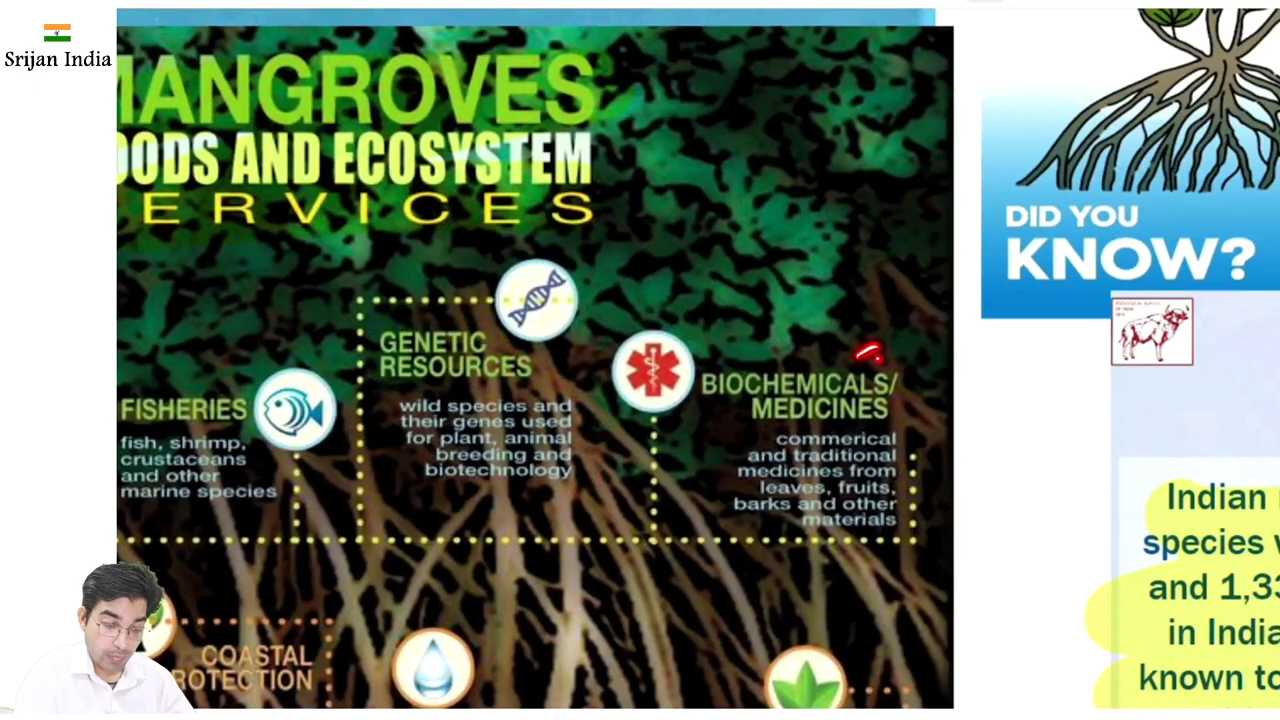 Srijan India
MANGROVES
OODS AND ECOSYSTEM
ERVICES
GENETIC
RESOURCES
wild species and
their genes used
for plant, animal
breeding and
biotechnology
FISHERIES
fish, shrimp,
crustaceans
and other
marine species
BIOCHEMICALS/
MEDICINES
commerical
and traditional
medicines from
leaves, fruits,
barks and other
materials
COASTAL
ROTECTION
DID YOU
KNOW?
Indian
species
and 1,33
in India
known to